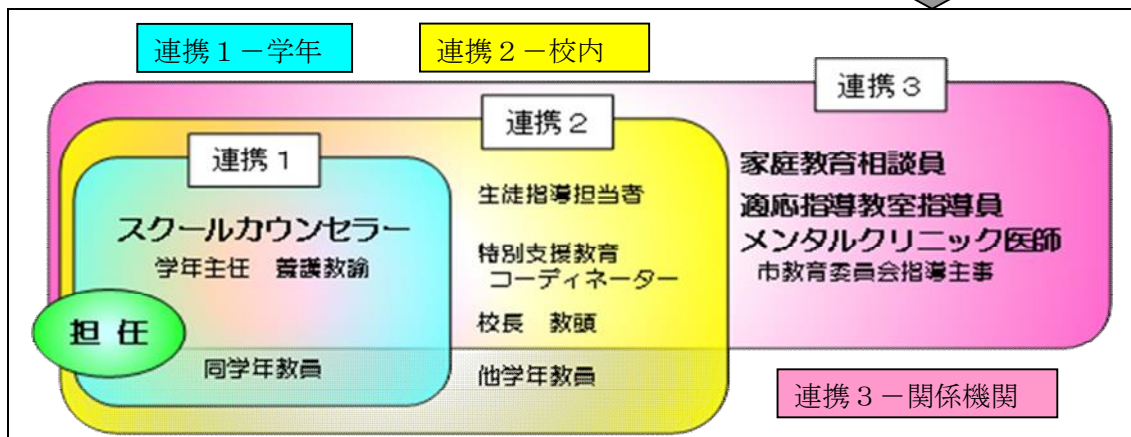 連携１－学年
連携２－校内
連携３
連携２
連携１
スクールカウンセラー
学年主任　養護教諭
担 任
同学年教員
生徒指導担当者
特別支援教育
コーディネーター
校長　教頭
他学年教員
家庭教育相談員
適応指導教室指導員
メンタルクリニック医師
市教育委員会指導主事
連携３－関係機関